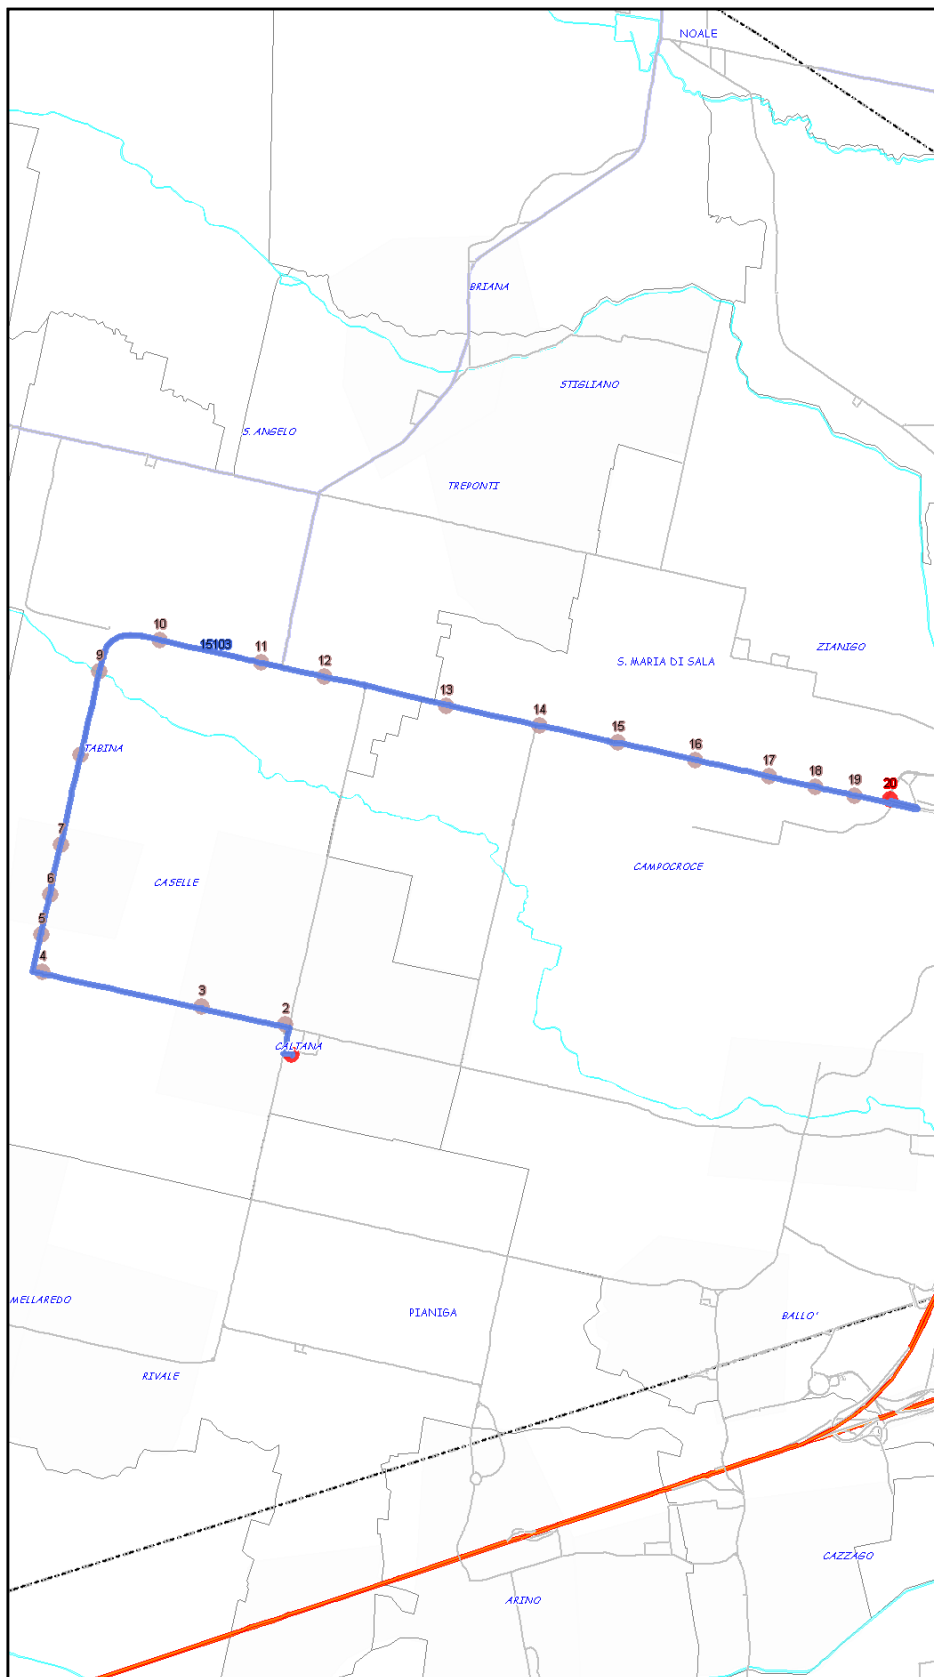 NOALE
BRIANA
STIGLIANO
S. ANGELO
TREPONTI
10
15103
11
12
ZIANIGO
S. MARIA DI SALA
9
13
14
15
TABINA
16
17
18
19
20
7
CAMPOCROCE
6
CASELLE
5
4
3
2
CALTANA
MELLAREDO
PIANIGA
BALLO'
RIVALE
CAZZAGO
ARINO